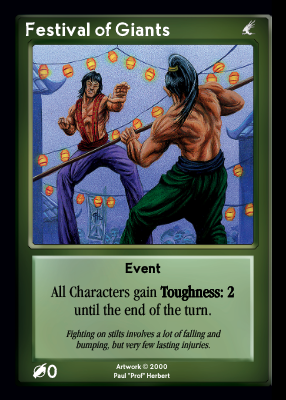 Festival of Giants
Event
All Characters gain Toughness: 2
until the end of the turn.
Fighting on stilts involves a lot of falling and
bumping, but very few lasting injuries.
0
Artwork © 2000
Paul "Prof" Herbert